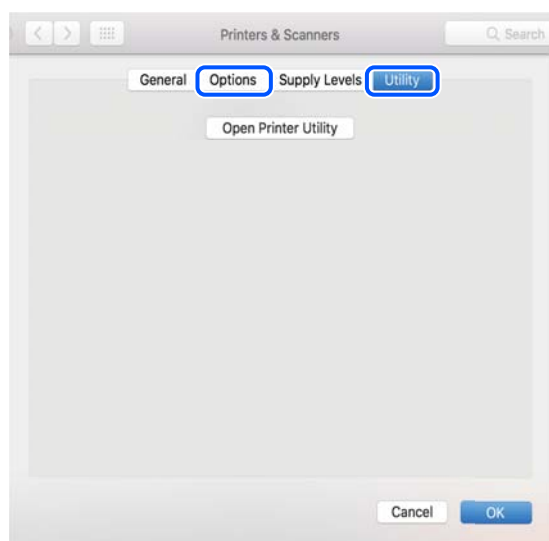 Printers & Scanners Search
General Options Supply Levels Utility
Open Printer Utility
Cancel OK